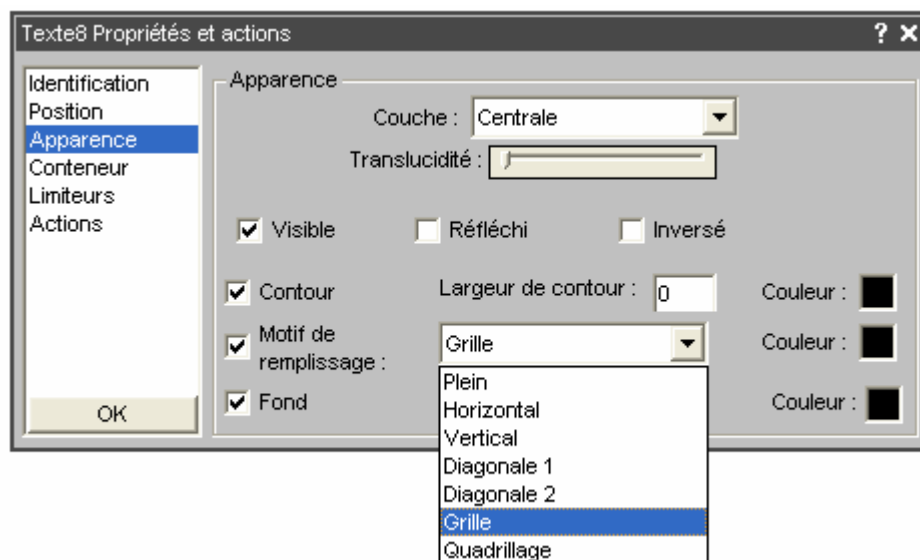 Texte8 Propriétés et actions ? x
Identification
Position
Apparence
Conteneur
Limiteurs
Actions
OK
Apparence
Couche : Centrale
Translucidité :
Visible Réfléchi Inversé
Contour Largeur de contour : 0 Couleur :
Motif de
remplissage : Grille Couleur :
Fond Couleur :
Plein
Horizontal
Vertical
Diagonale 1
Diagonale 2
Grille
Quadrillage